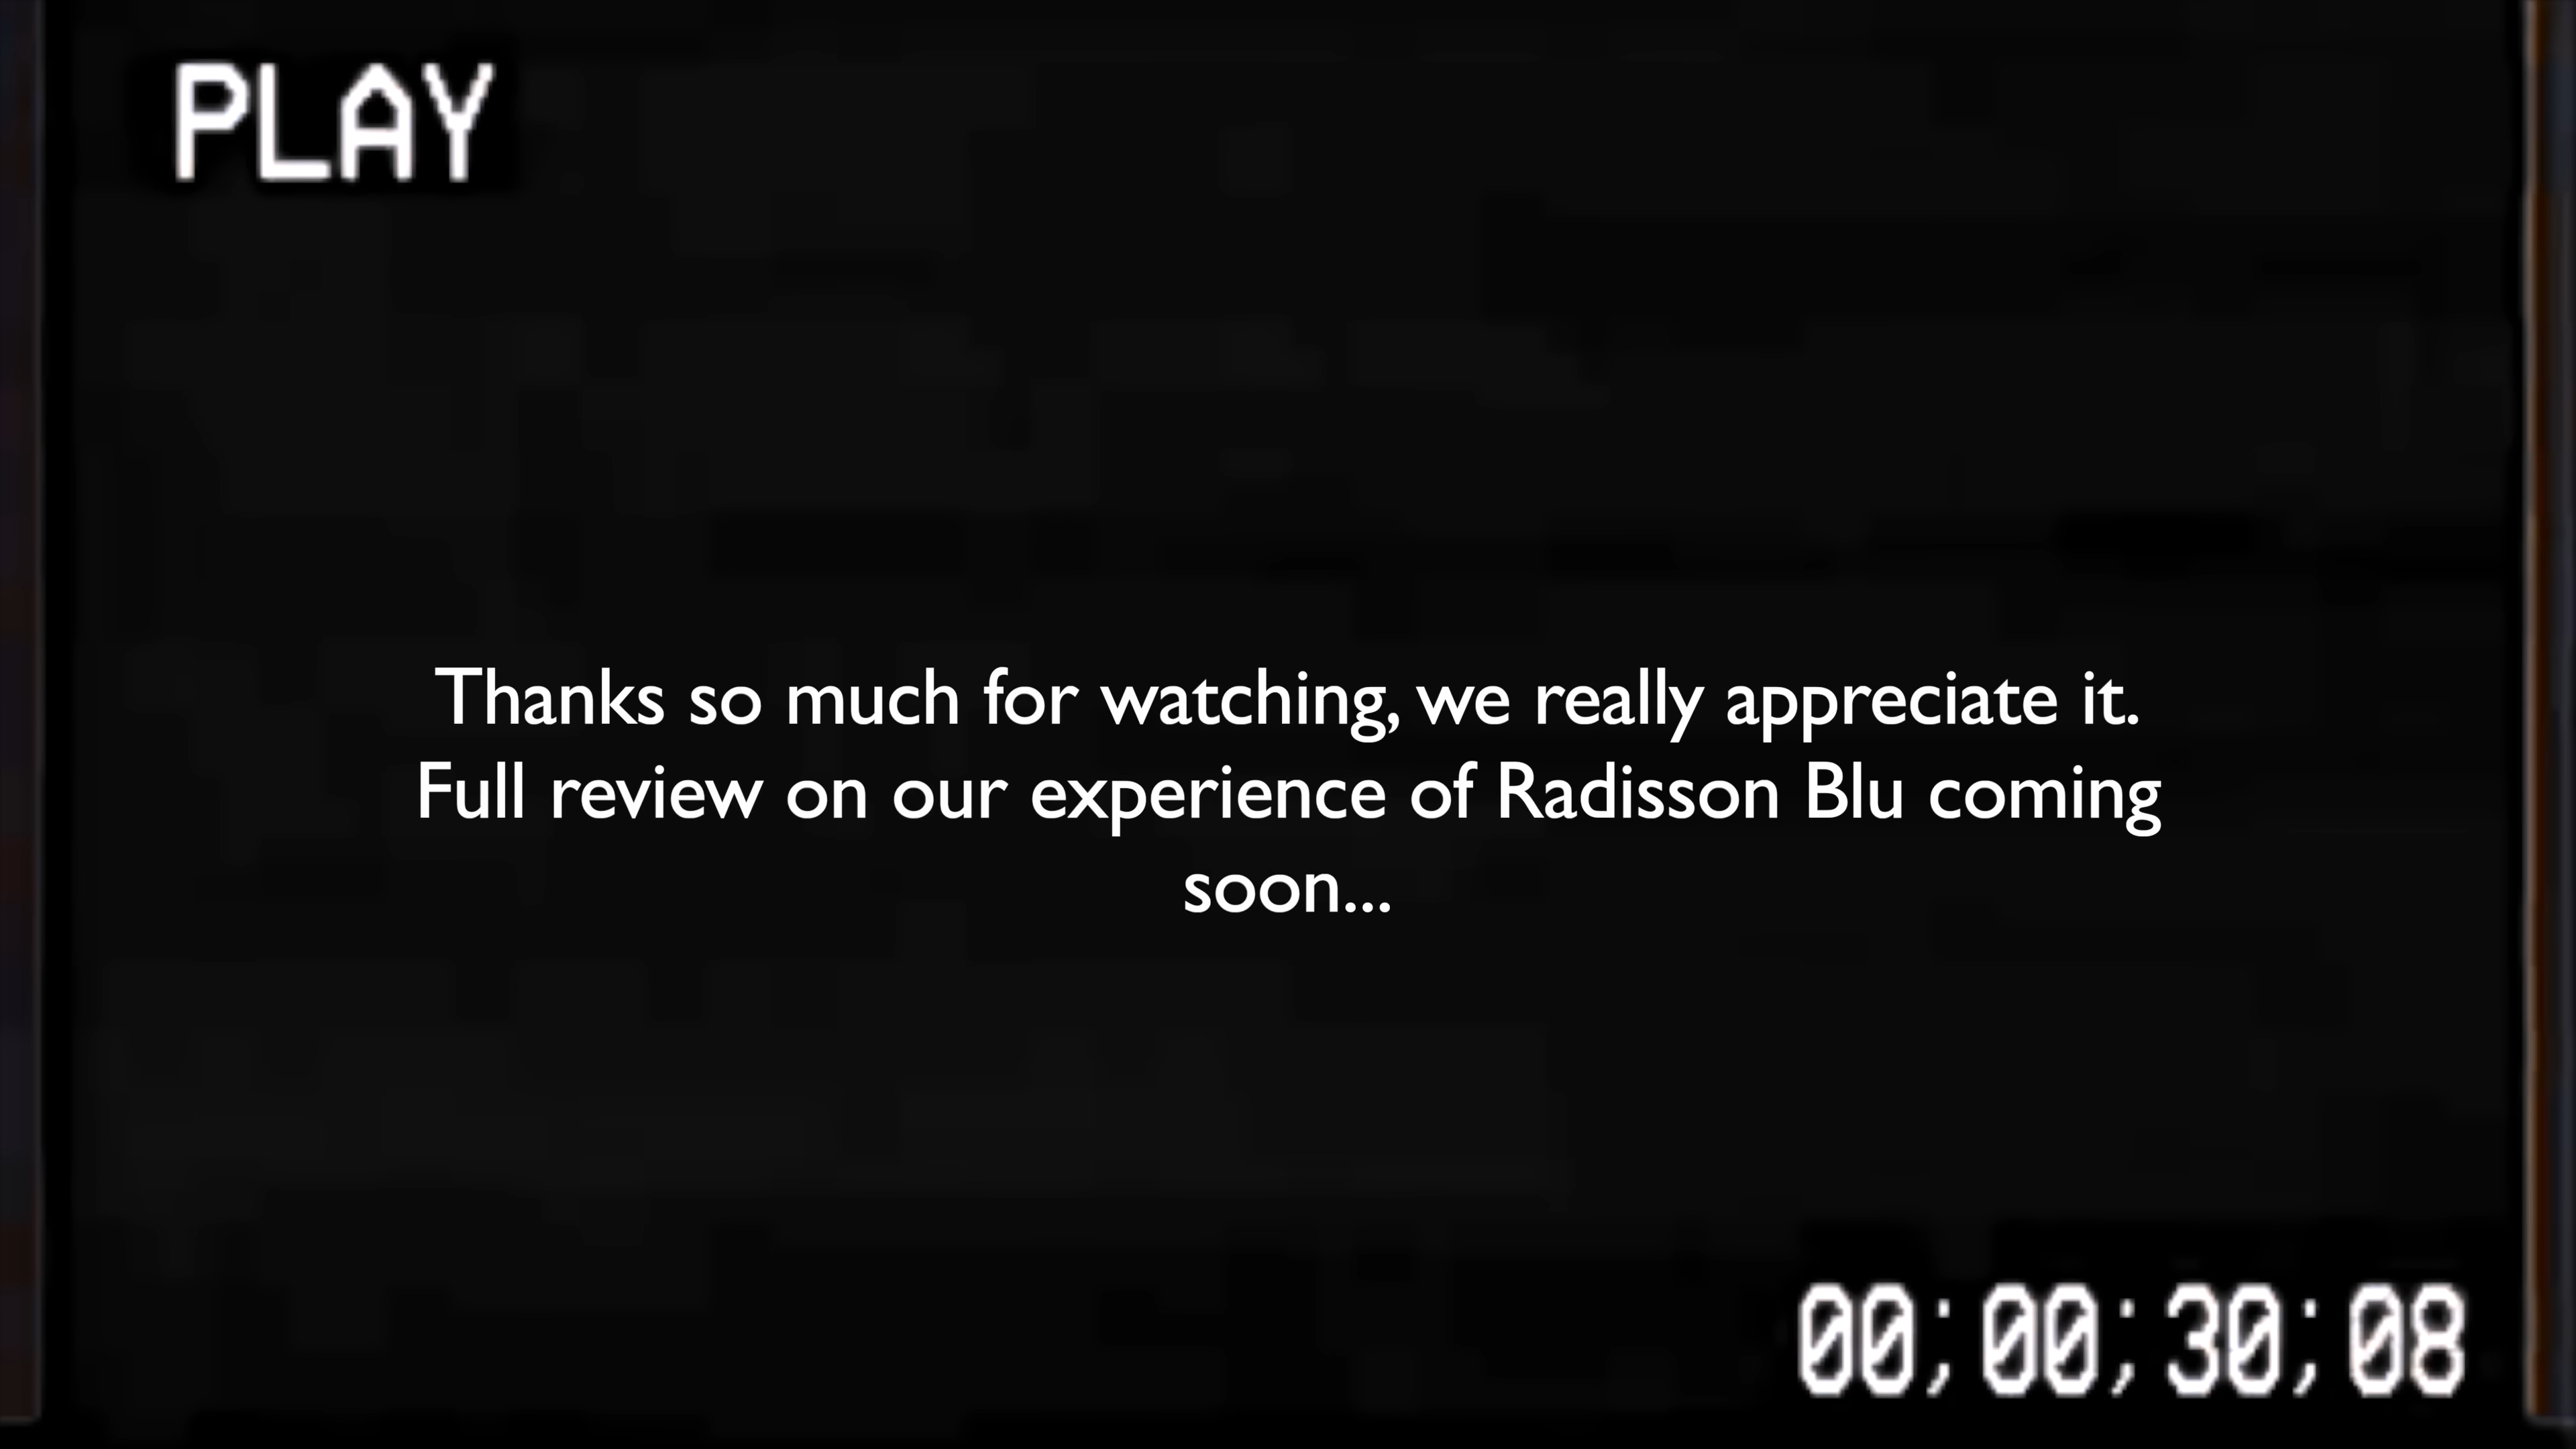 PLAY
Thanks so much for watching, we really appreciate it.
Full review on our experience of Radisson Blu coming
soon...
00;00;30;08